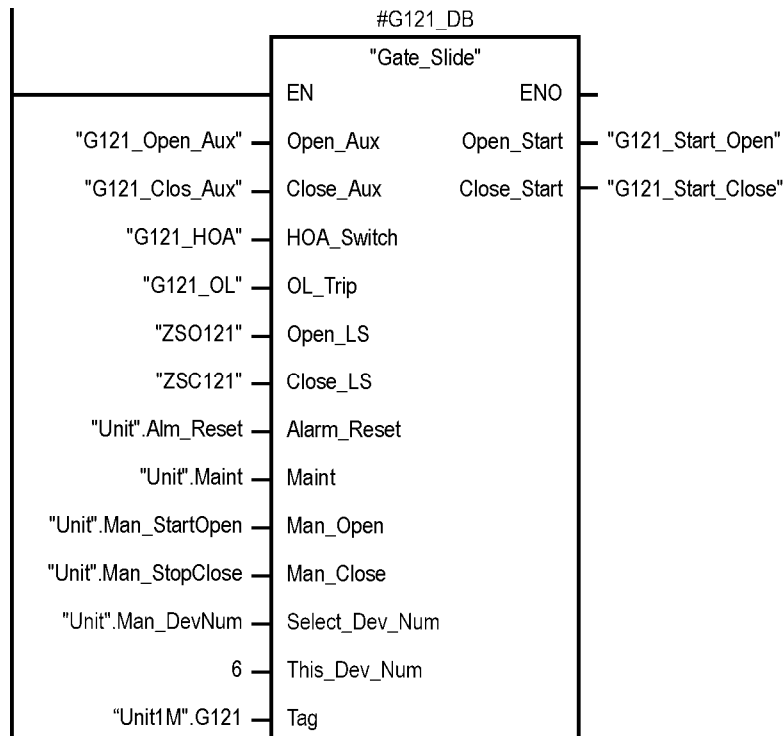 #G121_DB
"Gate_Slide"
EN ENO
"G121_Open_Aux" Open_Aux Open_Start "G121_Start_Open"
"G121_Clos_Aux" Close_Aux Close_Start "G121_Start_Close"
"G121_HOA" HOA_Switch
"G121_OL" OL_Trip
"ZSO121" Open_LS
"ZSC121" Close_LS
"Unit".Alm_Reset Alarm_Reset
"Unit".Maint Maint
"Unit".Man_StartOpen Man_Open
"Unit".Man_StopClose Man_Close
"Unit".Man_DevNum Select_Dev_Num
6 This_Dev_Num
“Unit1M".G121 Tag